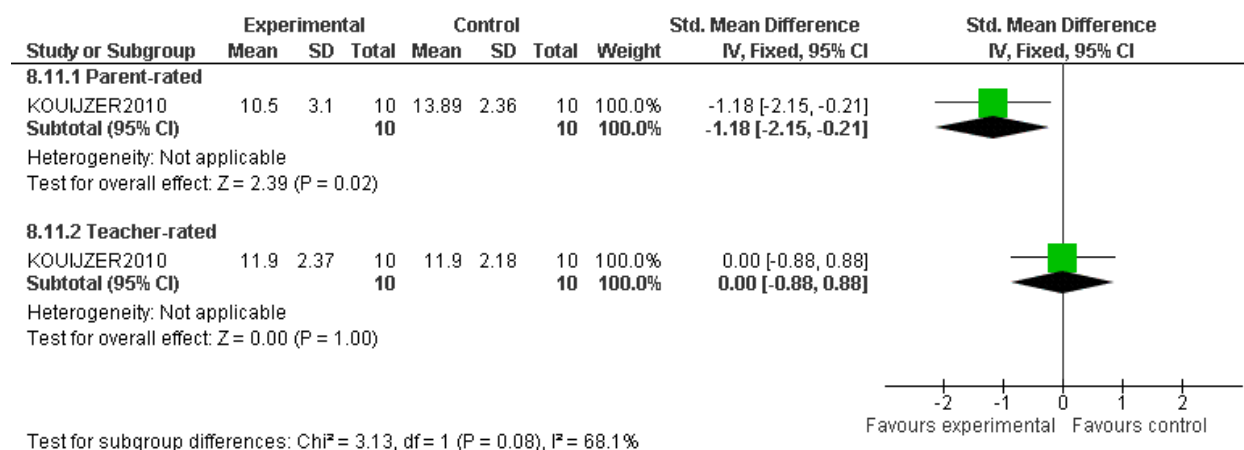 Experimental Control Std. Mean Difference Std. Mean Difference
Study or Subgroup Mean SD Total Mean SD Total Weight IV, Fixed, 95% CI IV, Fixed, 95% CI
8.11.1 Parent-rated
KOUIJZER2010 10.5 3.1 10 13.89 2.36 10 100.0% -1.18 [-2.15, -0.21]
Subtotal (95% CI) 10 10 100.0% -1.18 [-2.15, -0.21]
Heterogeneity: Not applicable
Test for overall effect: Z = 2.39 (P = 0.02)
8.11.2 Teacher-rated
KOUIJZER2010 11.9 2.37 10 11.9 2.18 10 100.0% 0.00 [-0.88, 0.88]
Subtotal (95% CI) 10 10 100.0% 0.00 [-0.88, 0.88]
Heterogeneity: Not applicable
Test for overall effect: Z = 0.00 (P = 1.00)
-2 -1 0 1 2
Favours experimental Favours control
Test for subgroup differences: Chi² = 3.13, df = 1 (P = 0.08), I² = 68.1%